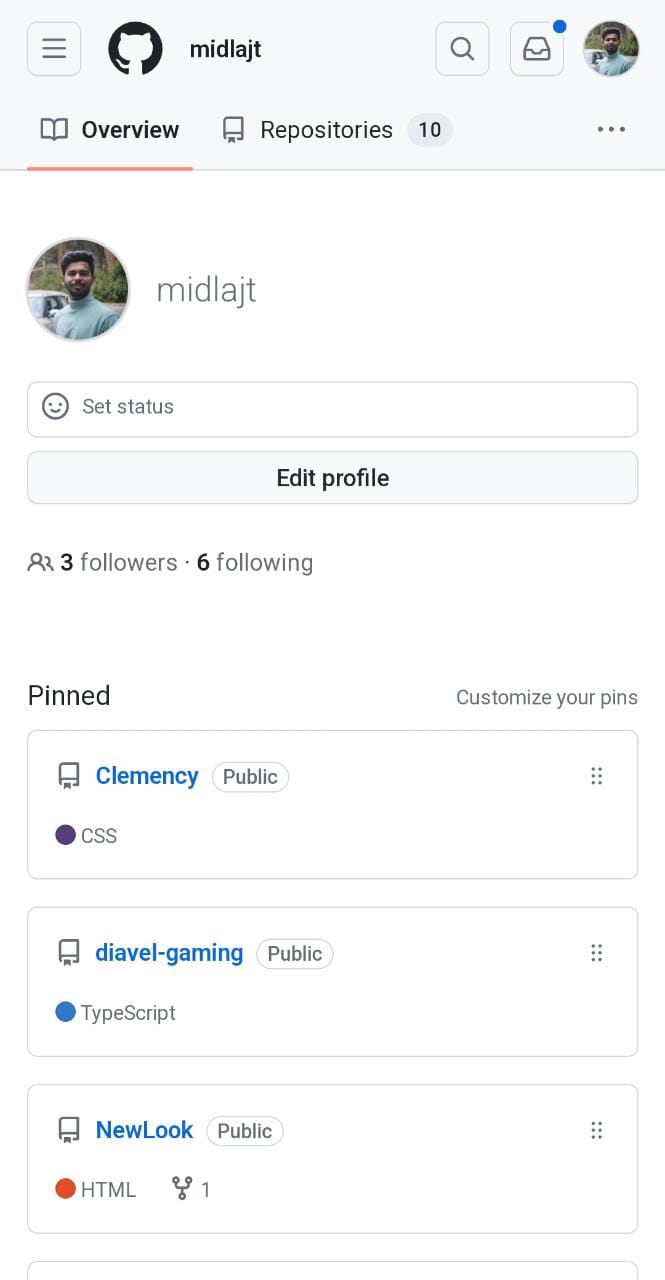 midlajt
Overview Repositories 10
midlajt
Set status
Edit profile
3 followers · 6 following
Pinned Customize your pins
Clemency Public
CSS
diavel-gaming Public
TypeScript
NewLook Public
HTML 1